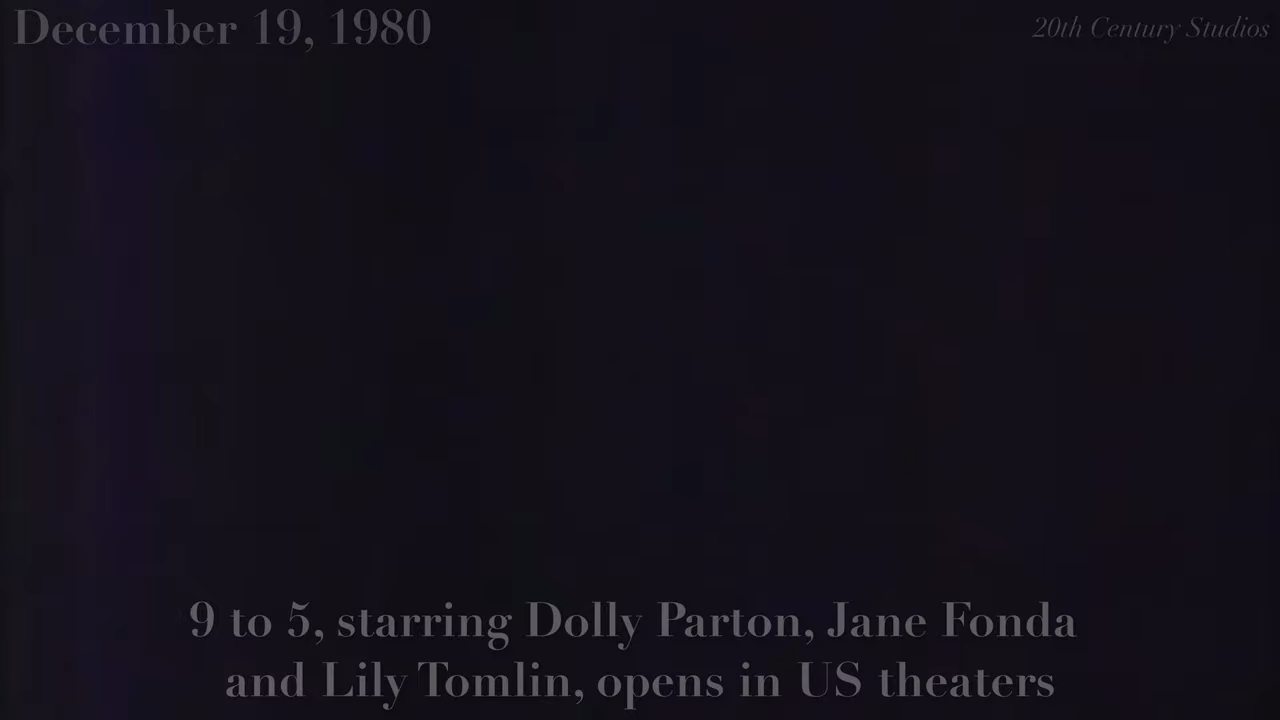 December 19, 1980
20th Century Studios
9 to 5, starring Dolly Parton, Jane Fonda
and Lily Tomlin, opens in US theaters